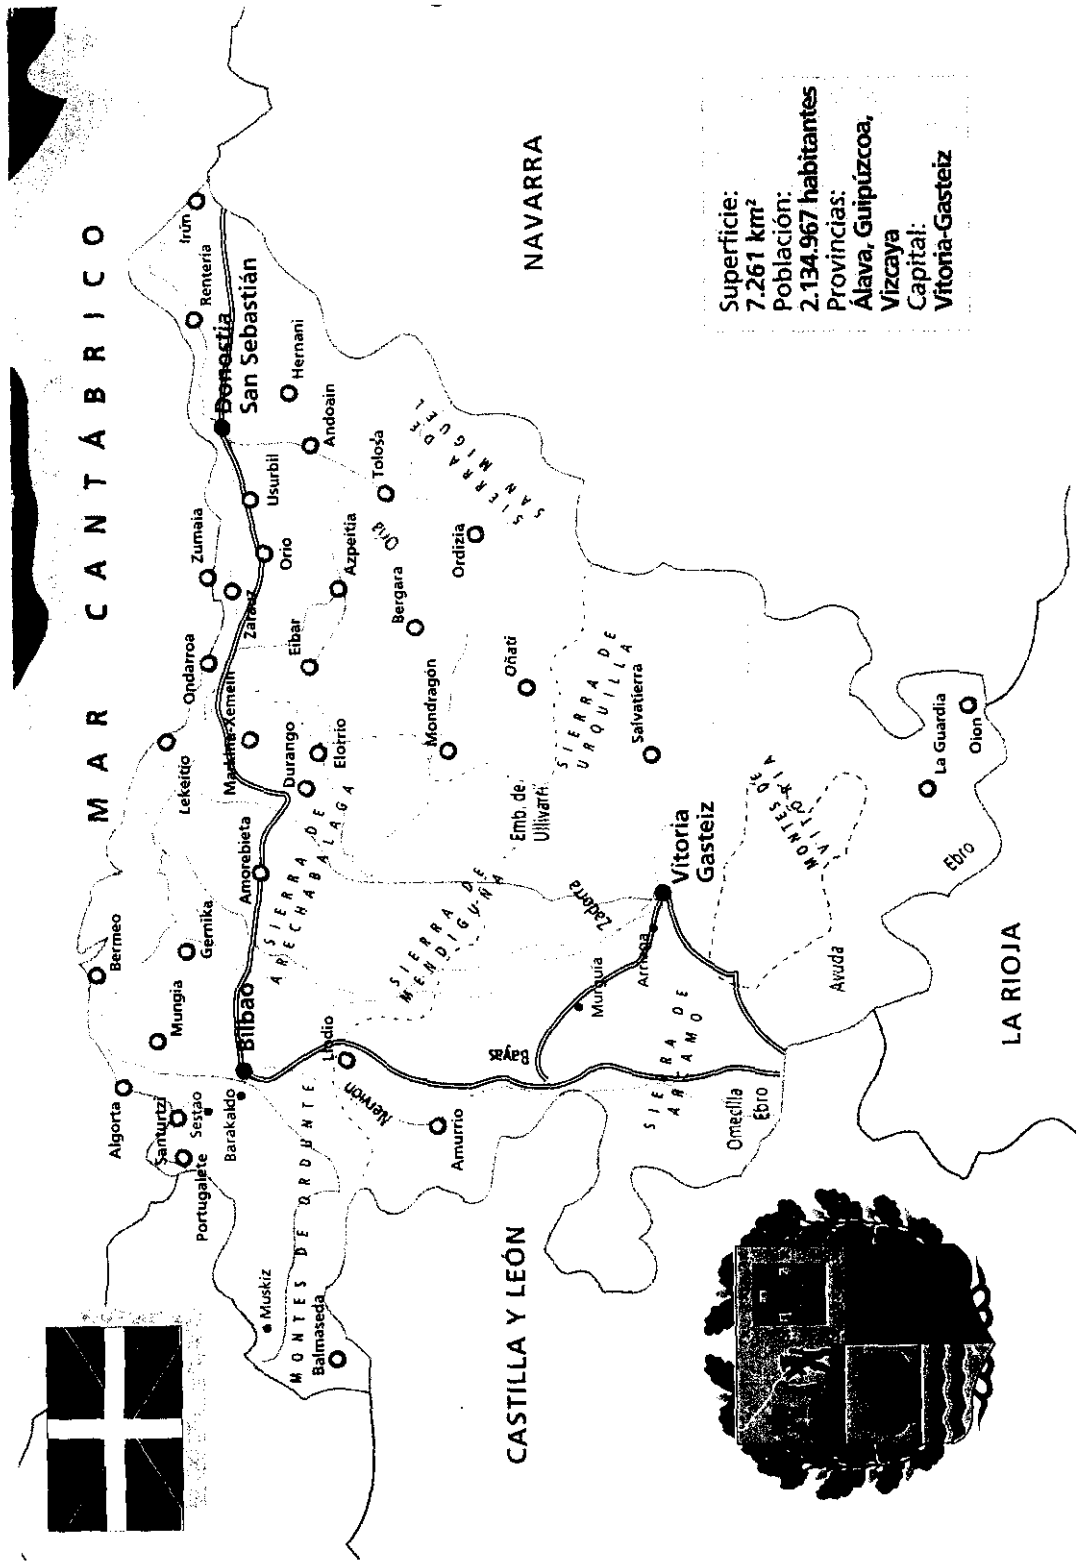 MAR CANTÁBRICO
Bermeo
Algorta
Mungia
Gernika
Lekeitio
Ondarroa
Zumaia
Zarauz
Rentería
Irún
Santurtzi
Portugalete
Sestao
Barakaldo
Bilbao
Amorebieta
Markina-Xemein
Durango
Elorrio
Eibar
Orio
Usurbil
Donostia
San Sebastián
Hernani
Andoain
Muskiz
MONTES DE ORDUNTE
Balmaseda
Llodio
Nervión
Amurrio
SIERRA DE
ARECHABALAGA
Azpeitia
Bergara
Oria
Tolosa
Mondragón
Oñati
Ordizia
SIERRA DE
SAN MIGUEL
SIERRA DE
MENDIGUÑA
Emb. de
Ullivarri
SIERRA DE
URQUILLA
NAVARRA
CASTILLA Y LEÓN
Bayas
Murguía
Zadorra
Arriaga
Vitoria
Gasteiz
Salvatierra
SIERRA DE
ARCAMO
Omecilla
Ebro
Ayuda
MONTES DE
VITORIA
La Guardia
Oion
Ebro
LA RIOJA
Superficie:
7.261 km²
Población:
2.134.967 habitantes
Provincias:
Álava, Guipúzcoa,
Vizcaya
Capital:
Vitoria-Gasteiz